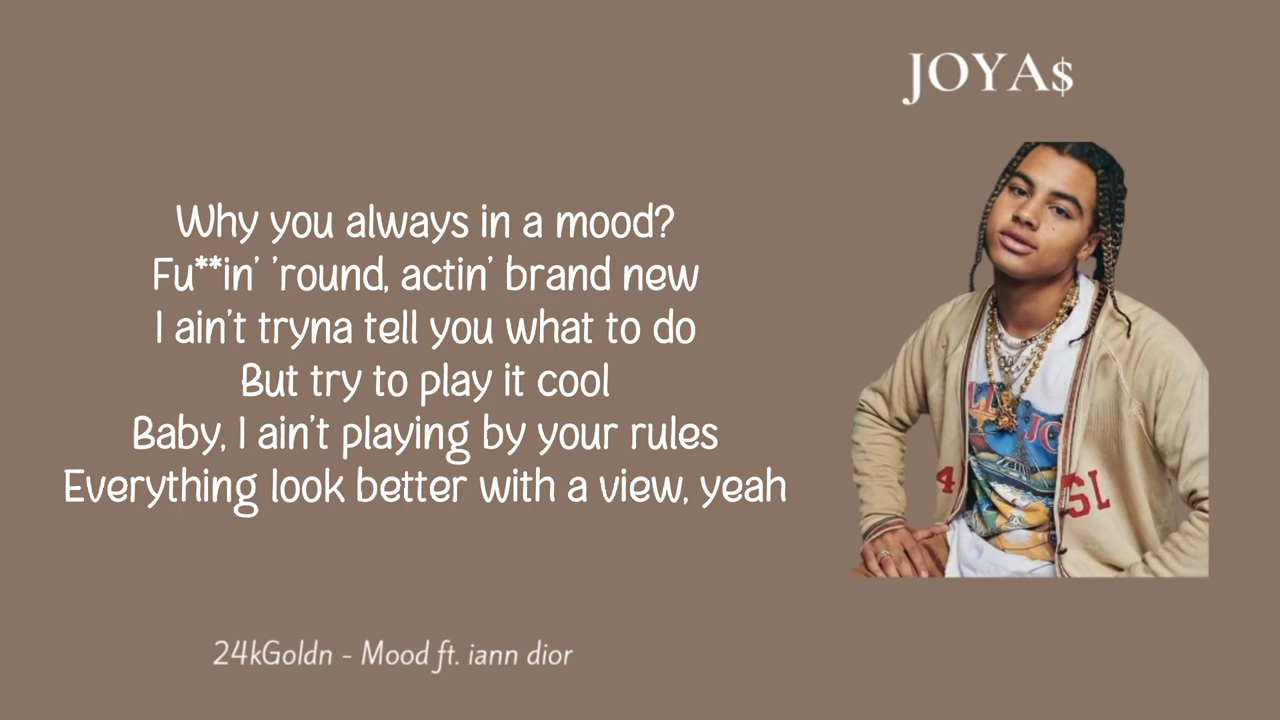 JOYA$
Why you always in a mood?
Fu**in' 'round, actin' brand new
I ain't tryna tell you what to do
But try to play it cool
Baby, I ain't playing by your rules
Everything look better with a view, yeah
24kGoldn - Mood ft. iann dior
4
SL